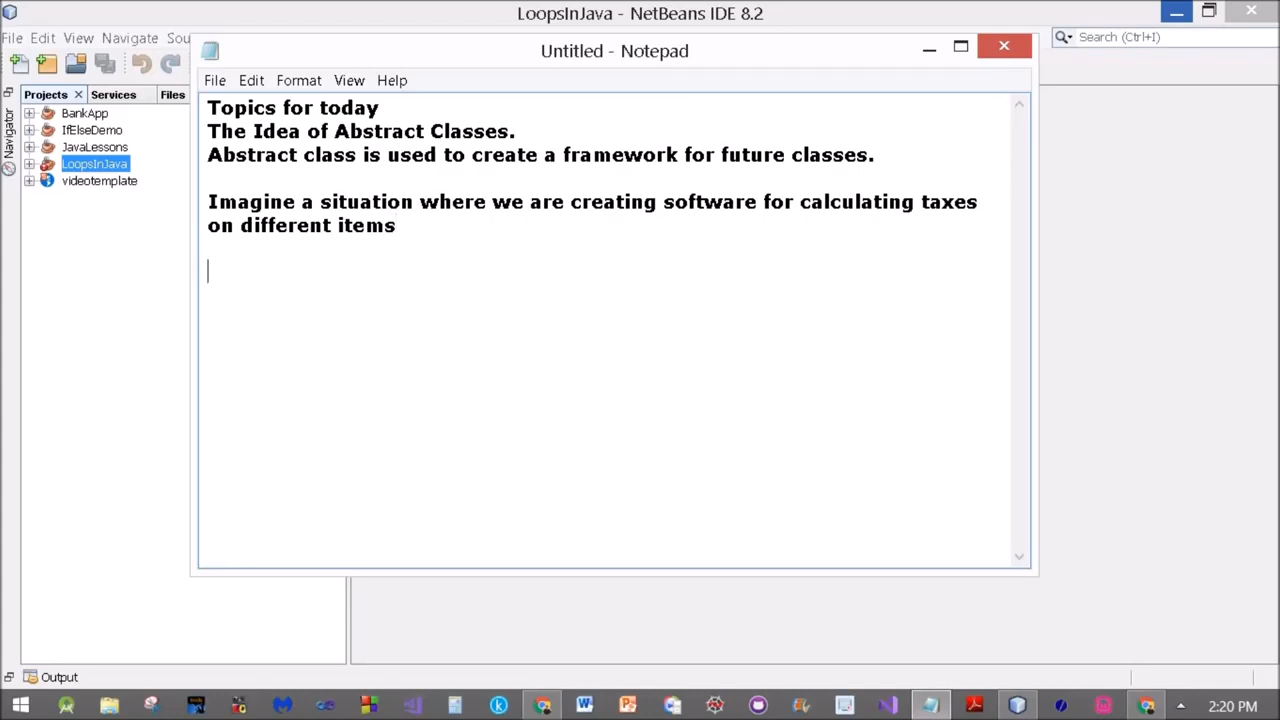 LoopsInJava - NetBeans IDE 8.2
File Edit View Navigate Sou
Search (Ctrl+I)
Untitled - Notepad
File Edit Format View Help
Projects Services Files
Navigator
BankApp
IfElseDemo
JavaLessons
LoopsInJava
videotemplate
Topics for today
The Idea of Abstract Classes.
Abstract class is used to create a framework for future classes.
Imagine a situation where we are creating software for calculating taxes
on different items
Output
2:20 PM